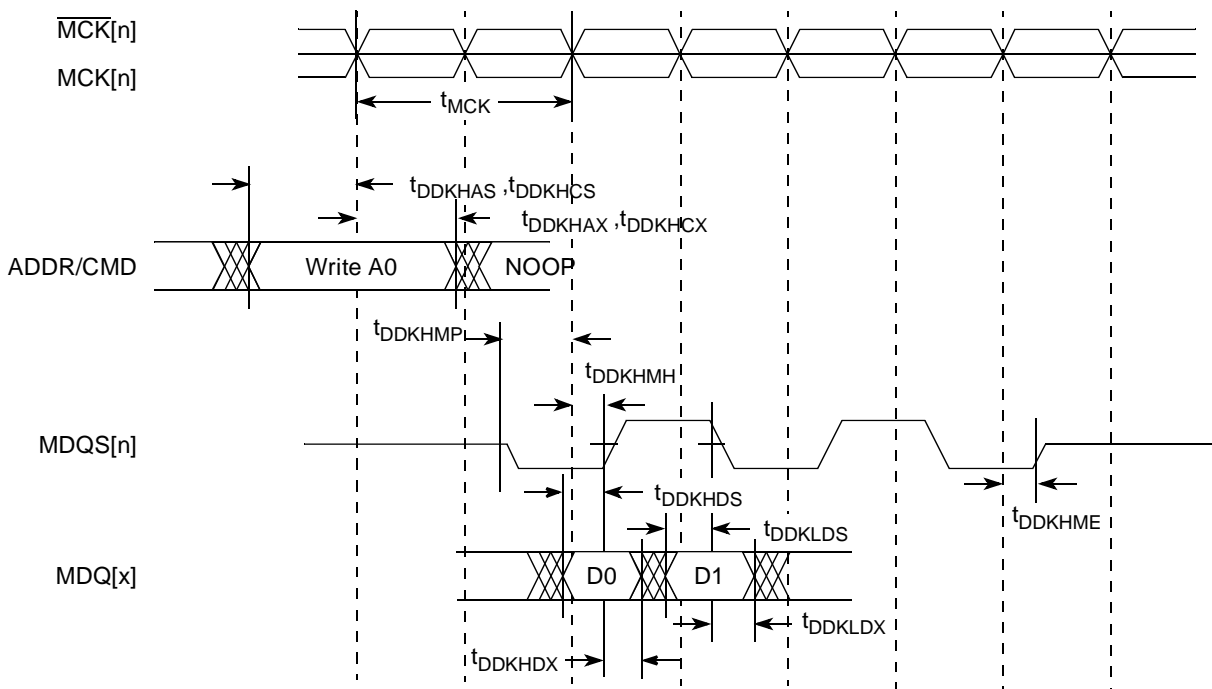 MCK[n]
MCK[n]
tMCK
tDDKHAS ,tDDKHCS
tDDKHAX ,tDDKHCX
ADDR/CMD
Write A0
NOOP
tDDKHMP
tDDKHMH
MDQS[n]
tDDKHDS
tDDKHME
tDDKLDS
MDQ[x]
D0
D1
tDDKLDX
tDDKHDX